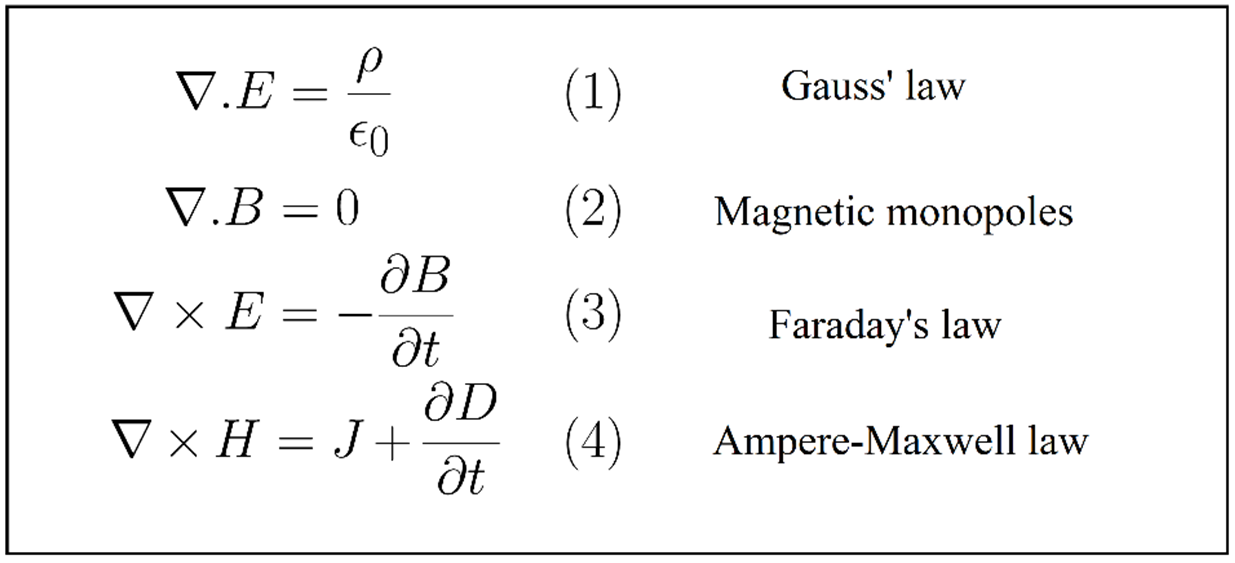 ∇.E = ρ/ϵ₀ (1) Gauss' law
∇.B = 0 (2) Magnetic monopoles
∇ × E = −∂B/∂t (3) Faraday's law
∇ × H = J + ∂D/∂t (4) Ampere-Maxwell law